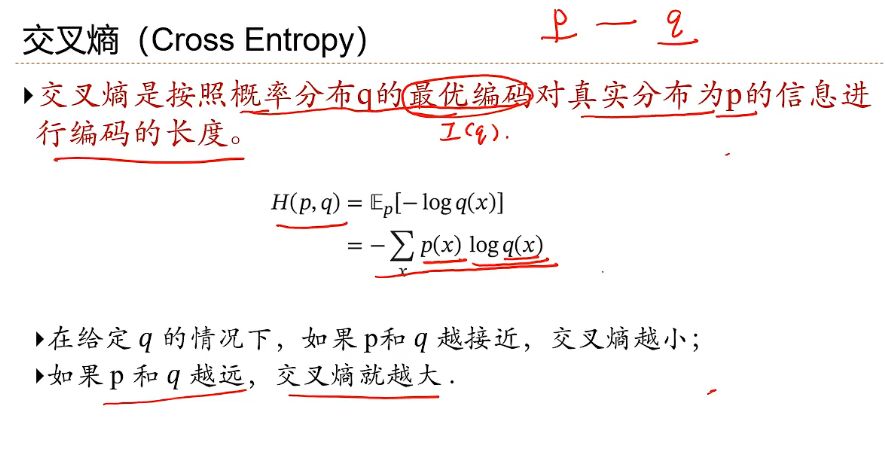 p — q
交叉熵（Cross Entropy）
▶交叉熵是按照概率分布q的最优编码对真实分布为p的信息进
行编码的长度。
I(q).
H(p, q) = 𝔼ₚ[− log q(x)]
= − ∑ₓ p(x) log q(x)
▶在给定 q 的情况下，如果 p和 q 越接近，交叉熵越小；
▶如果 p 和 q 越远，交叉熵就越大．